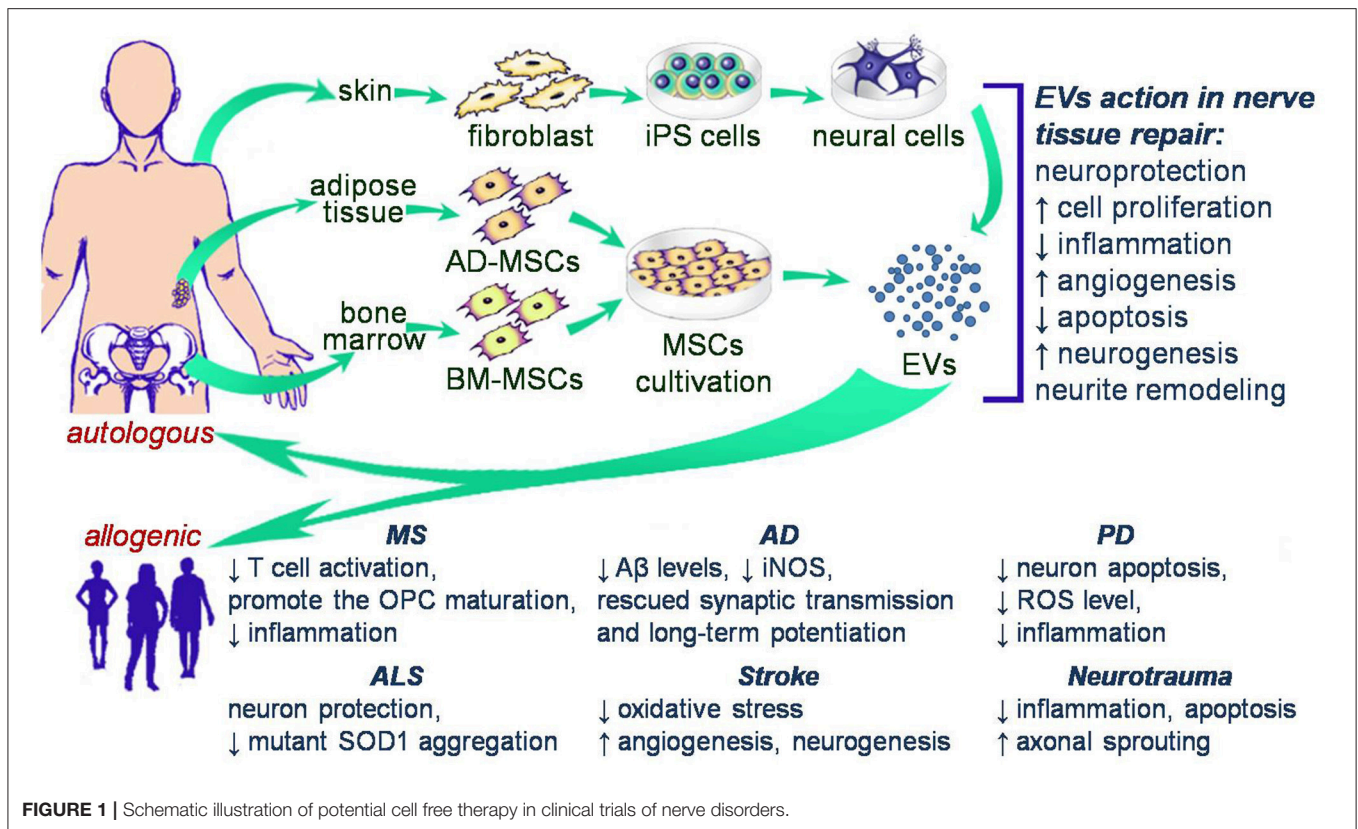 skin
fibroblast
iPS cells
neural cells
adipose
tissue
AD-MSCs
bone
marrow
BM-MSCs
MSCs
cultivation
EVs
EVs action in nerve
tissue repair:
neuroprotection
↑ cell proliferation
↓ inflammation
↑ angiogenesis
↓ apoptosis
↑ neurogenesis
neurite remodeling
autologous
allogenic
MS
↓ T cell activation,
promote the OPC maturation,
↓ inflammation
AD
↓ Aβ levels, ↓ iNOS,
rescued synaptic transmission
and long-term potentiation
PD
↓ neuron apoptosis,
↓ ROS level,
↓ inflammation
ALS
neuron protection,
↓ mutant SOD1 aggregation
Stroke
↓ oxidative stress
↑ angiogenesis, neurogenesis
Neurotrauma
↓ inflammation, apoptosis
↑ axonal sprouting
FIGURE 1 | Schematic illustration of potential cell free therapy in clinical trials of nerve disorders.